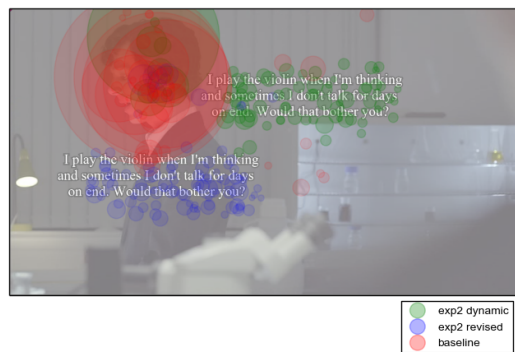 I play the violin when I'm thinking
and sometimes I don't talk for days
on end. Would that bother you?
I play the violin when I'm thinking
and sometimes I don't talk for days
on end. Would that bother you?
exp2 dynamic
exp2 revised
baseline